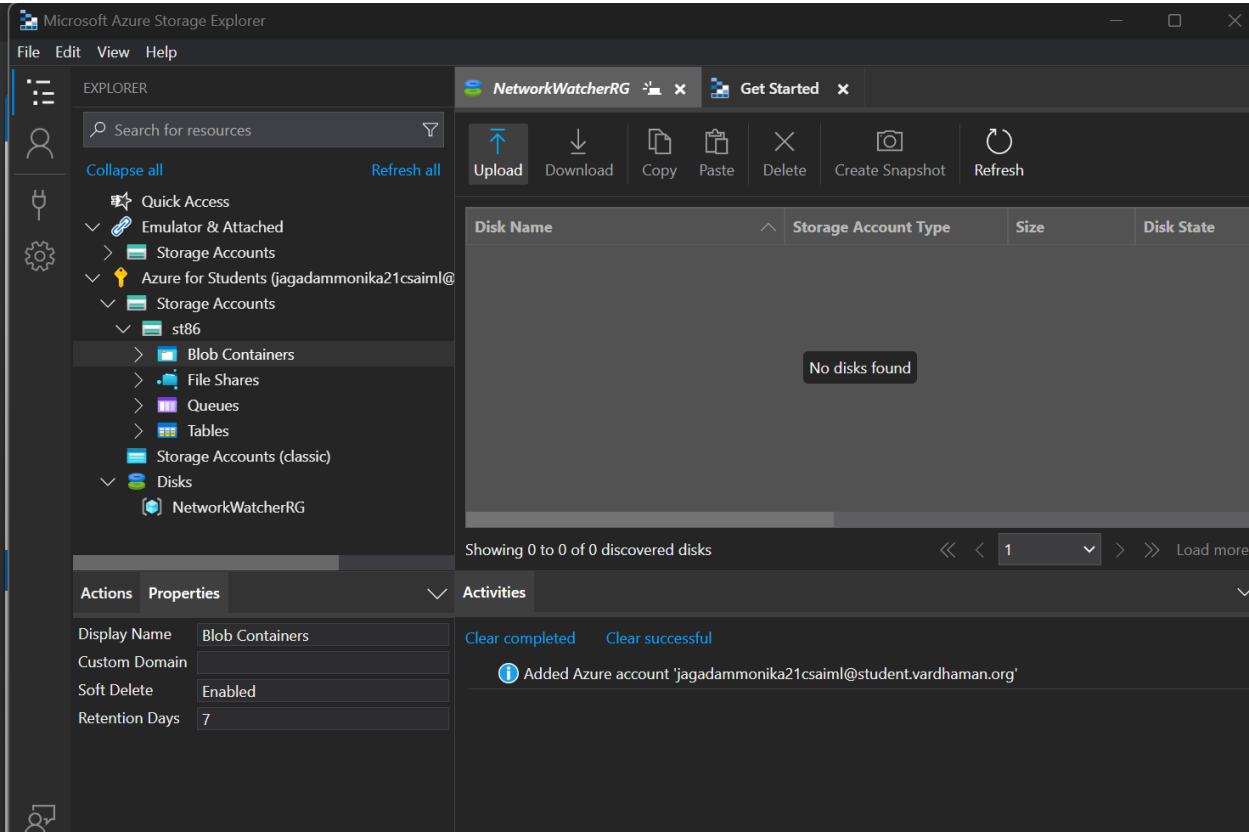 Microsoft Azure Storage Explorer
File Edit View Help
EXPLORER
Search for resources
Collapse all Refresh all
Quick Access
Emulator & Attached
Storage Accounts
Azure for Students (jagadammonika21csaiml@
Storage Accounts
st86
Blob Containers
File Shares
Queues
Tables
Storage Accounts (classic)
Disks
NetworkWatcherRG
Actions Properties
Display Name Blob Containers
Custom Domain
Soft Delete Enabled
Retention Days 7
NetworkWatcherRG Get Started
Upload Download Copy Paste Delete Create Snapshot Refresh
Disk Name Storage Account Type Size Disk State
No disks found
Showing 0 to 0 of 0 discovered disks 1 Load more
Activities
Clear completed Clear successful
Added Azure account 'jagadammonika21csaiml@student.vardhaman.org'